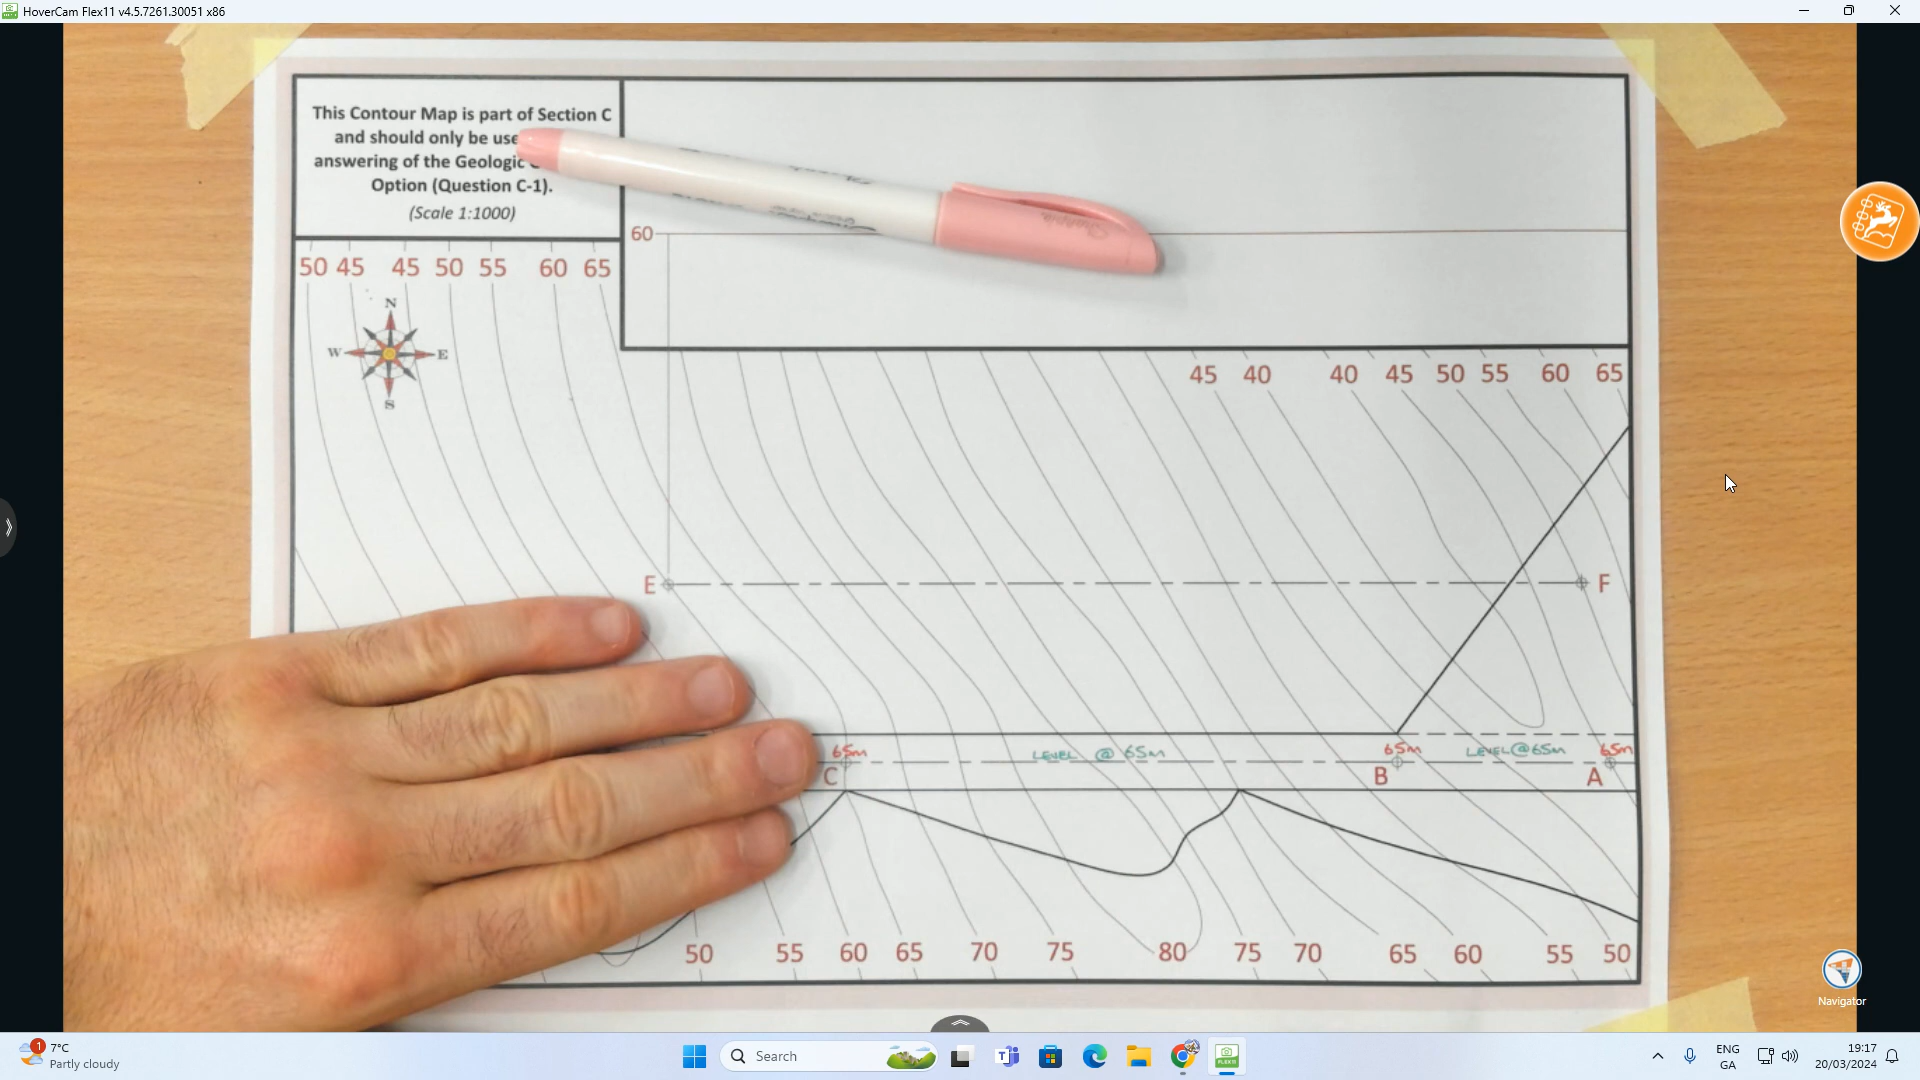 HoverCam Flex11 v4.5.7261.30051 x86
This Contour Map is part of Section C
and should only be use
answering of the Geologic
Option (Question C-1).
(Scale 1:1000)
60
50 45 45 50 55 60 65
N
W E
S
45 40 40 45 50 55 60 65
E F
65m LEVEL @ 65m 65m LEVEL@65m 65m
C B A
50 55 60 65 70 75 80 75 70 65 60 55 50
Navigator
1
7°C
Partly cloudy
Search
ENG
GA
19:17
20/03/2024